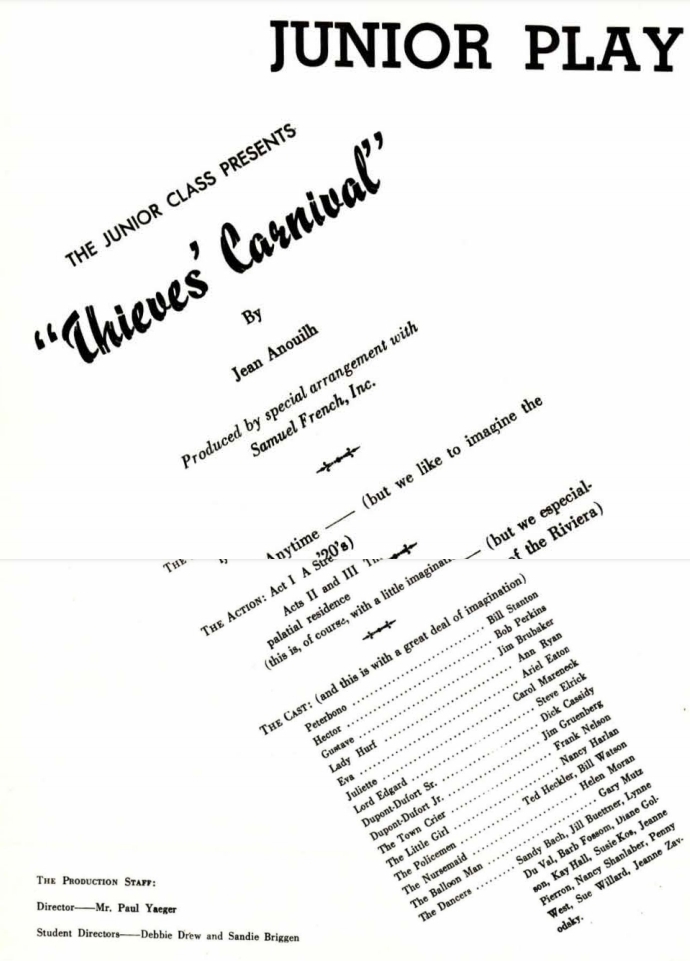 JUNIOR PLAY
THE JUNIOR CLASS PRESENTS
“Thieves’ Carnival”
By
Jean Anouilh
Produced by special arrangement with
Samuel French, Inc.
Anytime — (but we like to imagine the
'20's)
— (but we especial-
of the Riviera)
THE ACTION: Act I A
Acts II and III
palatial residence
(this is, of course, with a little
THE CAST: (and this is with a great deal of imagination)
Peterbono .......... Bill Stanton
Hector .......... Bob Perkins
Gustave .......... Jim Brubaker
Lady Hurf .......... Ann Ryan
Eva .......... Ariel Eaton
Juliette .......... Carol Mareneck
Lord Edgard .......... Steve Elrick
Dupont-Dufort Sr. .......... Dick Cassidy
Dupont-Dufort Jr. .......... Jim Gruenberg
The Town Crier .......... Frank Nelson
The Little Girl .......... Nancy Harlan
The Policemen .......... Ted Heckler, Bill Watson
The Nursemaid .......... Helen Moran
The Balloon Man .......... Gary Mutz
The Dancers .......... Sandy Bach, Jill Buettner, Lynne
Du Val, Barb Fossom, Diane Gol-
son, Kay Hall, Susie Kos, Jeanne
Pierron, Nancy Shanlaber, Penny
West, Sue Willard, Jeanne Zav-
odsky.
THE PRODUCTION STAFF:
Director——Mr. Paul Yaeger
Student Directors——Debbie Drew and Sandie Briggen